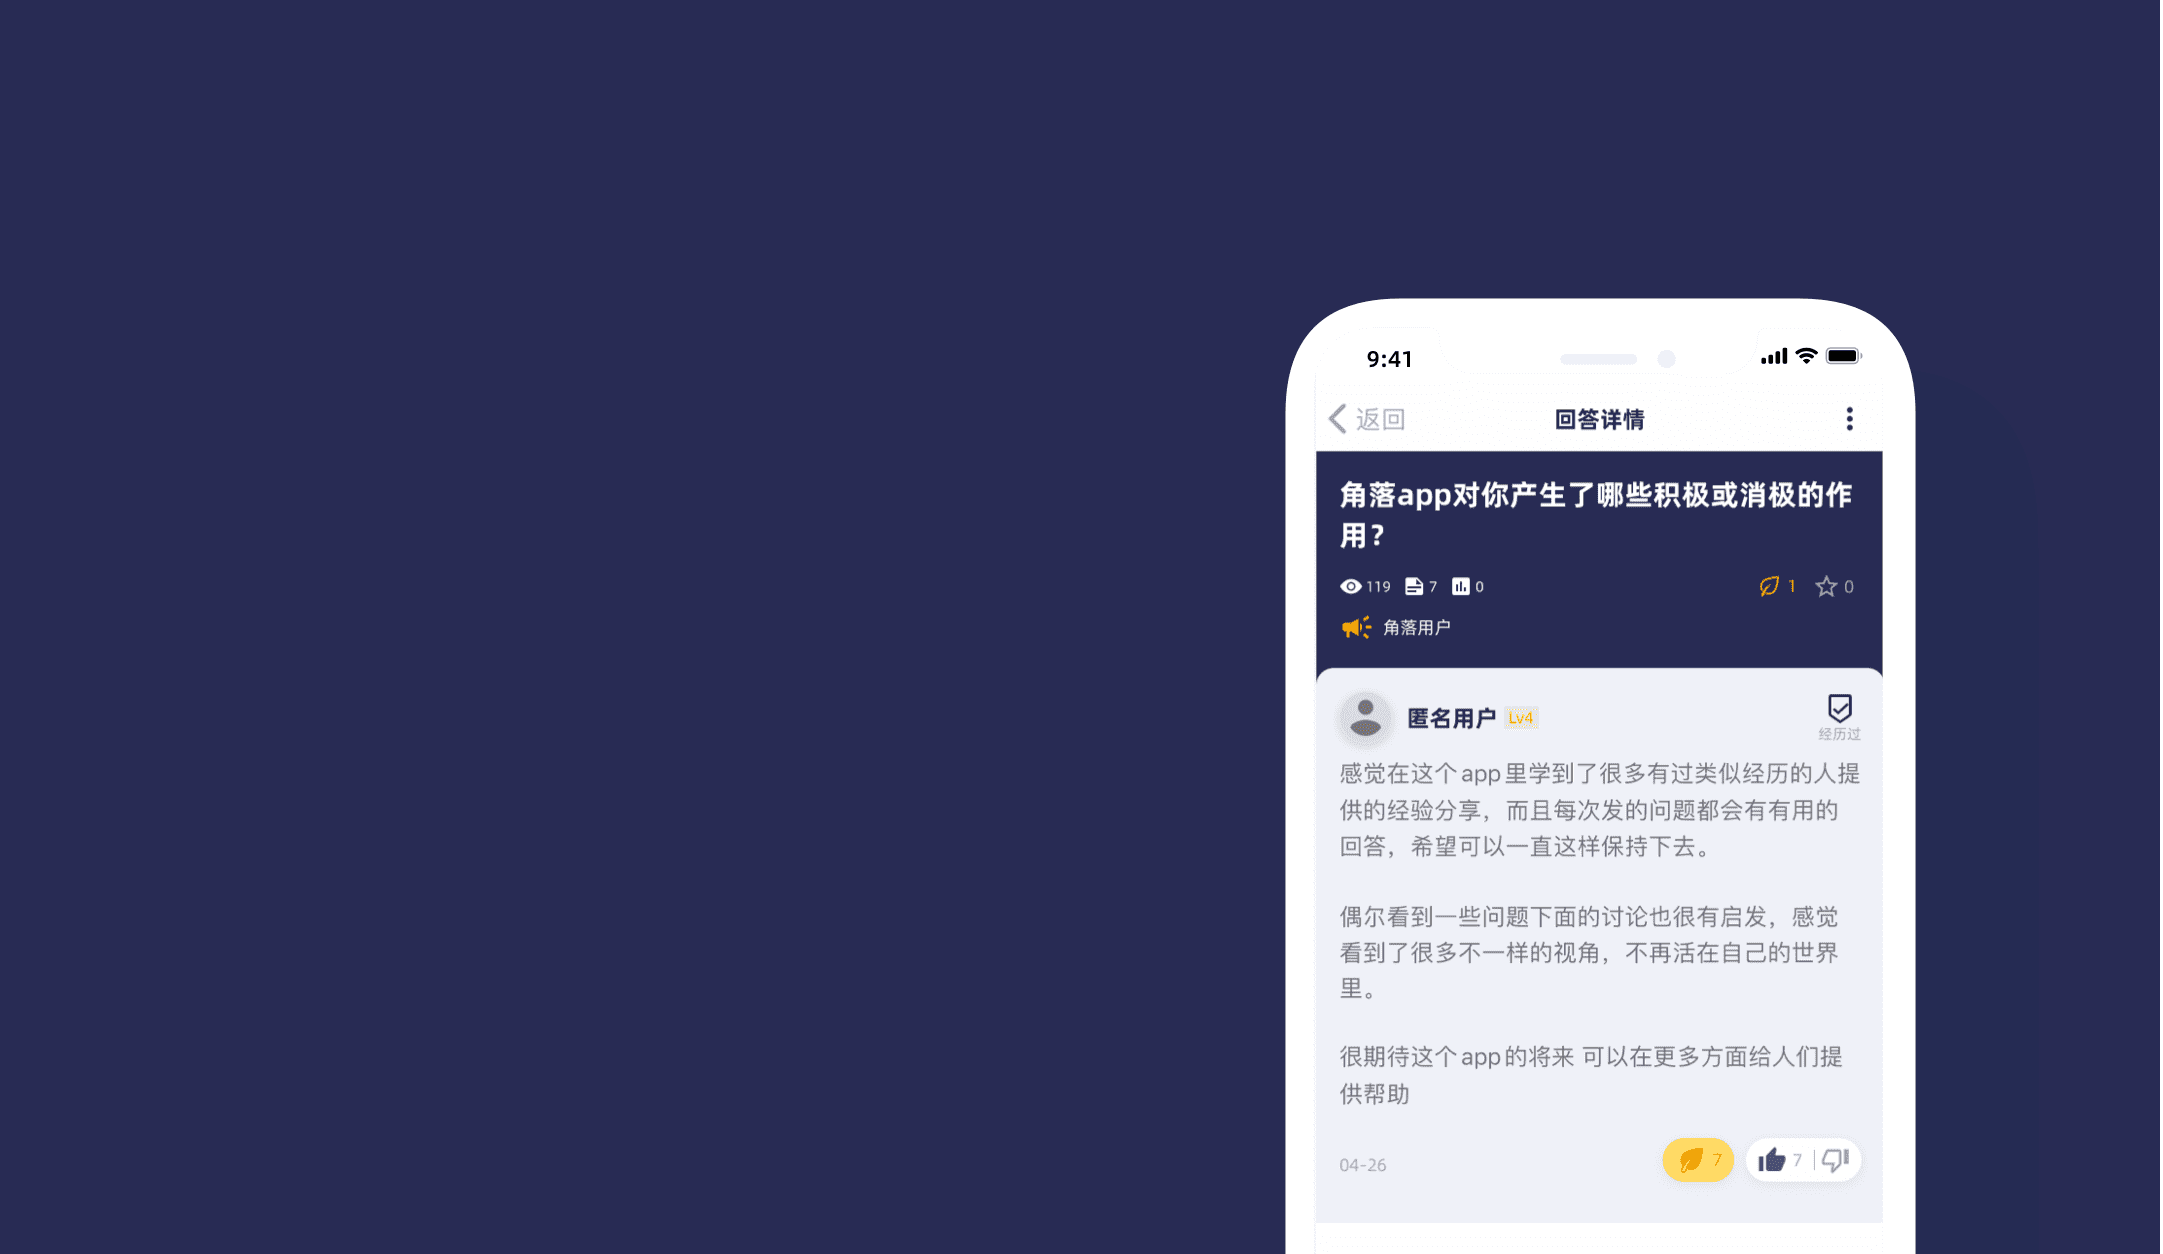 9:41
返回
回答详情
角落app对你产生了哪些积极或消极的作
用？
119 7 0 1 0
角落用户
匿名用户 Lv4
经历过
感觉在这个app里学到了很多有过类似经历的人提
供的经验分享，而且每次发的问题都会有有用的
回答，希望可以一直这样保持下去。
偶尔看到一些问题下面的讨论也很有启发，感觉
看到了很多不一样的视角，不再活在自己的世界
里。
很期待这个app的将来 可以在更多方面给人们提
供帮助
04-26 7 7